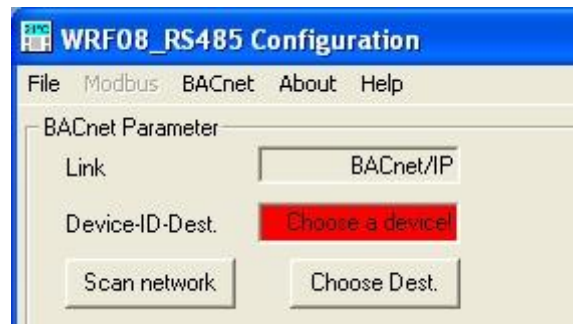 21°C
WRF08_RS485 Configuration
File Modbus BACnet About Help
BACnet Parameter
Link BACnet/IP
Device-ID-Dest. Choose a device!
Scan network Choose Dest.